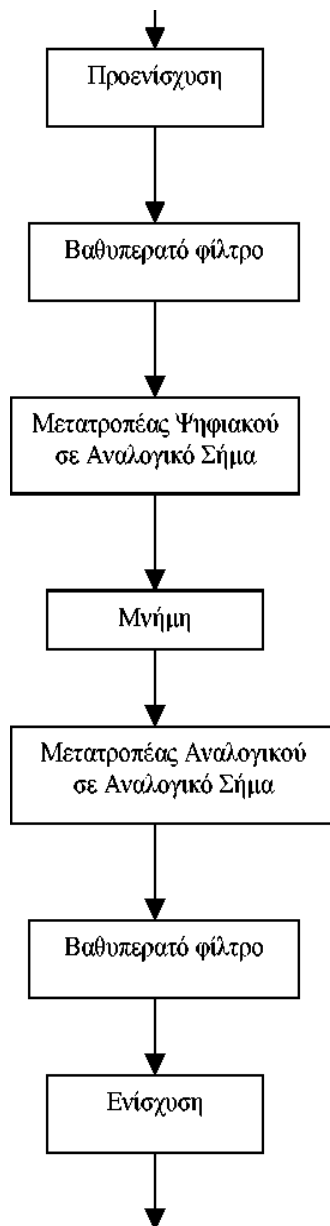 Προενίσχυση
Βαθυπερατό φίλτρο
Μετατροπέας Ψηφιακού
σε Αναλογικό Σήμα
Μνήμη
Μετατροπέας Αναλογικού
σε Αναλογικό Σήμα
Βαθυπερατό φίλτρο
Ενίσχυση